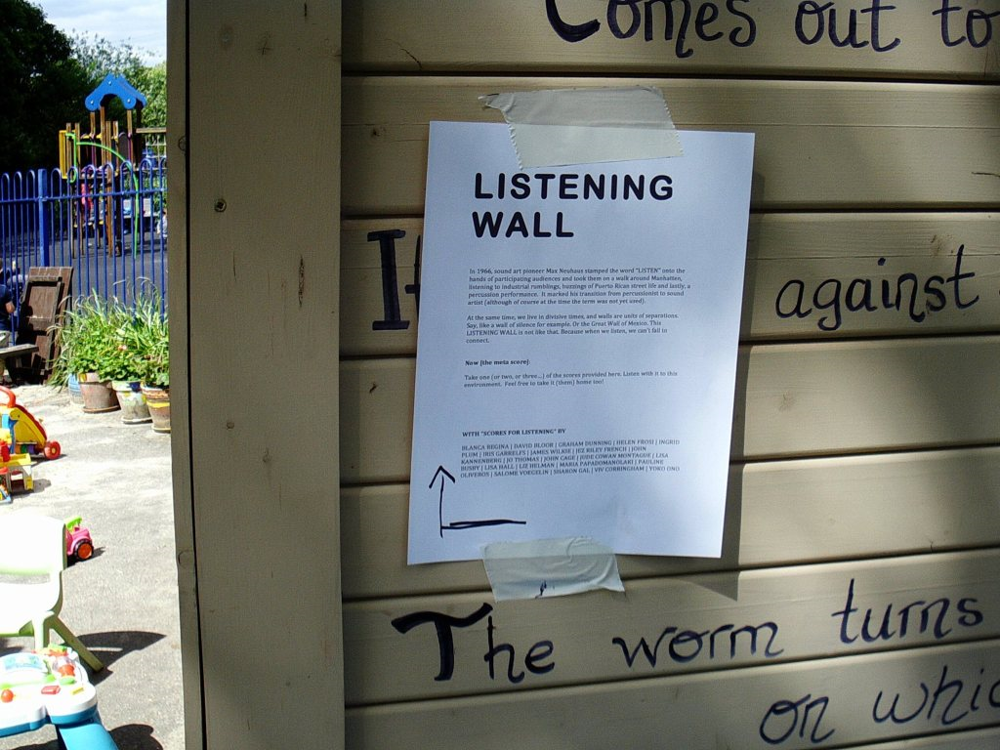 Comes out to
LISTENING
WALL
In 1966, sound art pioneer Max Neuhaus stamped the word "LISTEN" onto the
hands of participating audiences and took them on a walk around Manhatten,
listening to industrial rumblings, buzzings of Puerto Rican street life and lastly, a
percussion performance. It marked his transition from percussionist to sound
artist (although of course at the time the term was not yet used).
At the same time, we live in divisive times, and walls are units of separations.
Say, like a wall of silence for example. Or the Great Wall of Mexico. This
LISTENING WALL is not like that. Because when we listen, we can't fail to
connect.
Now [the meta score]:
Take one (or two, or three...) of the scores provided here. Listen with it to this
environment. Feel free to take it (them) home too!
WITH "SCORES FOR LISTENING" BY
BLANCA REGINA | DAVID BLOOR | GRAHAM DUNNING | HELEN FROSI | INGRID
PLUM | IRIS GARRELFS | JAMES WILKIE | JEZ RILEY FRENCH | JOHN
KANNENBERG | JO THOMAS | JOHN CAGE | JUDE COWAN MONTAGUE | LISA
BUSBY | LISA HALL | LIZ HELMAN | MARIA PAPADOMANOLAKI | PAULINE
OLIVEROS | SALOME VOEGELIN | SHARON GAL | VIV CORRINGHAM | YOKO ONO
against
The worm turns
on